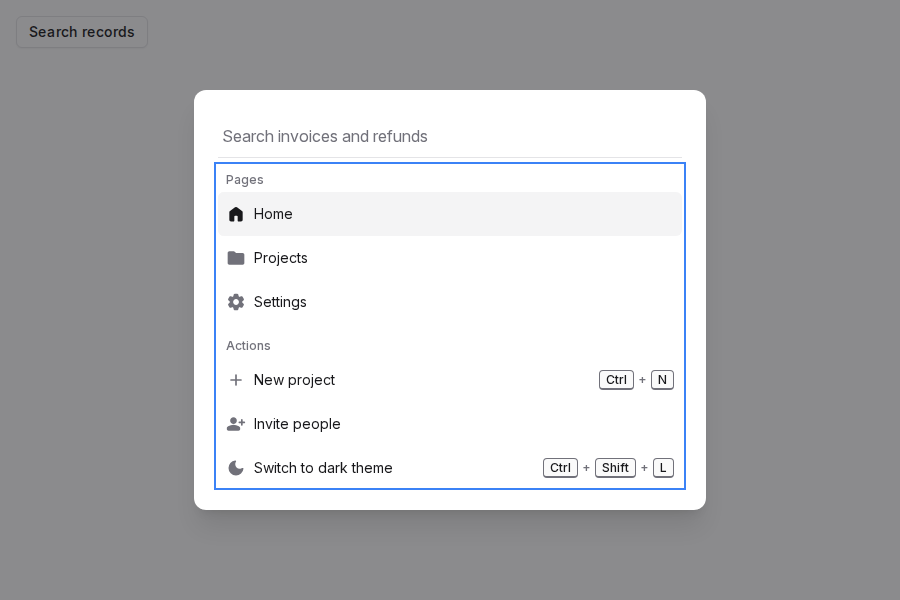 Search records
Search invoices and refunds
Pages
Home
Projects
Settings
Actions
New project Ctrl + N
Invite people
Switch to dark theme Ctrl + Shift + L